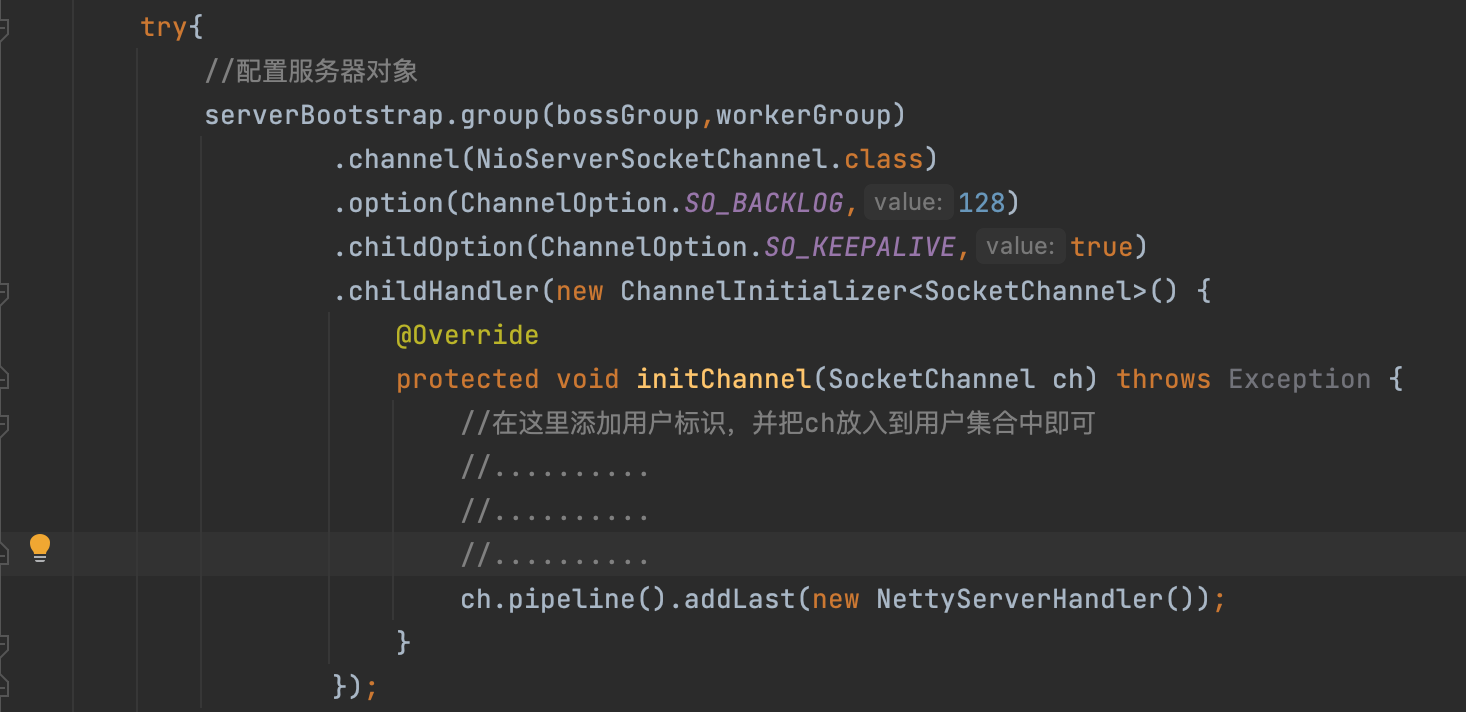 try{
//配置服务器对象
serverBootstrap.group(bossGroup,workerGroup)
.channel(NioServerSocketChannel.class)
.option(ChannelOption.SO_BACKLOG, value: 128)
.childOption(ChannelOption.SO_KEEPALIVE, value: true)
.childHandler(new ChannelInitializer<SocketChannel>() {
@Override
protected void initChannel(SocketChannel ch) throws Exception {
//在这里添加用户标识，并把ch放入到用户集合中即可
//..........
//..........
//..........
ch.pipeline().addLast(new NettyServerHandler());
}
});